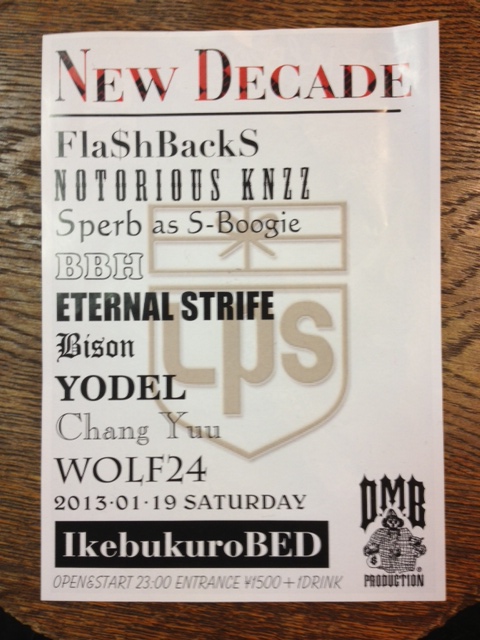 NEW DECADE
Fla$hBackS
NOTORIOUS KNZZ
Sperb as S-Boogie
BBH
ETERNAL STRIFE
Bison
YODEL
Chang Yuu
WOLF24
2013·01·19 SATURDAY
IkebukuroBED
OPEN&START 23:00 ENTRANCE ¥1500+1DRINK
Lps
D.M.B
$
PRODUCTION
®